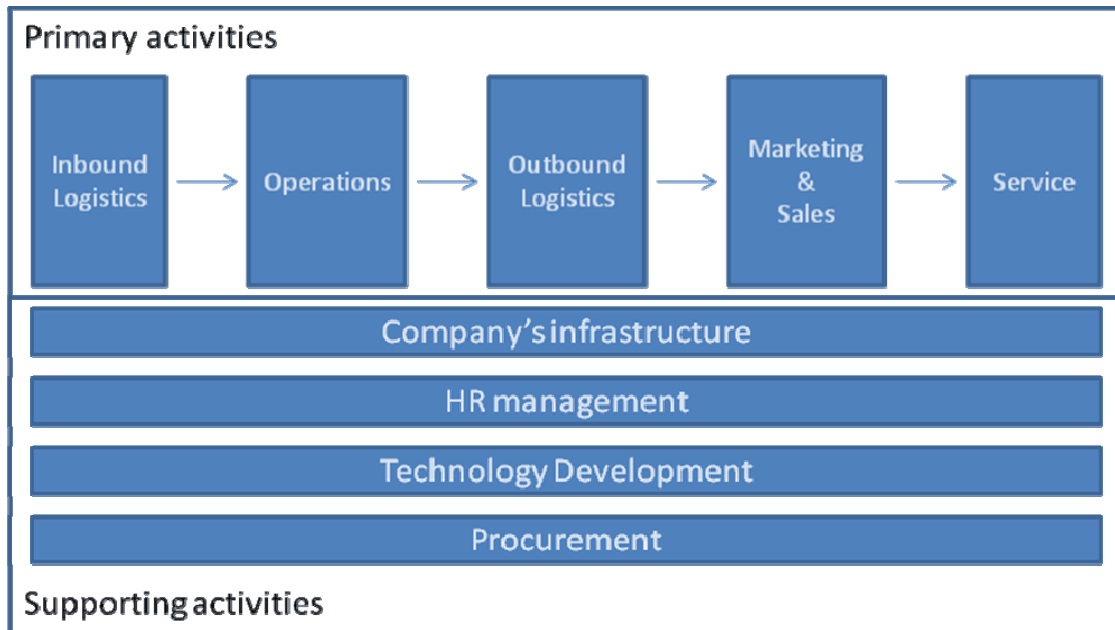 Primary activities
Inbound
Logistics
Operations
Outbound
Logistics
Marketing
&
Sales
Service
Company's infrastructure
HR management
Technology Development
Procurement
Supporting activities